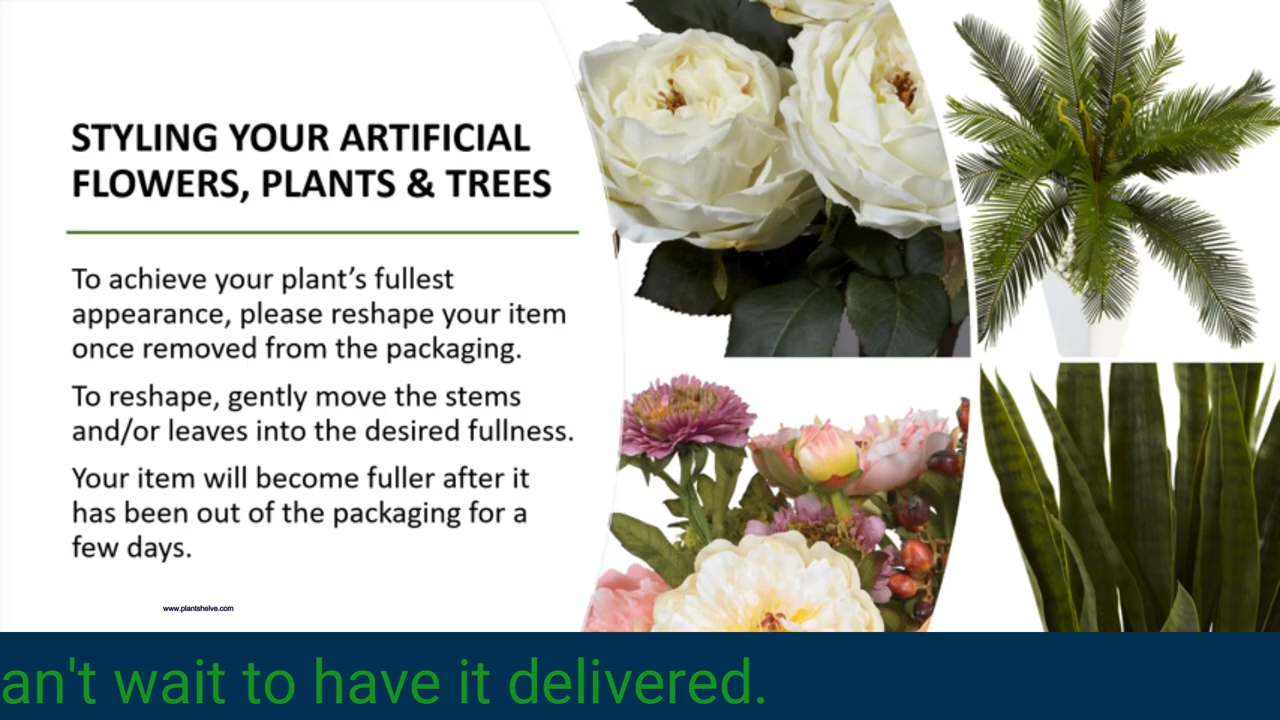 STYLING YOUR ARTIFICIAL
FLOWERS, PLANTS & TREES
To achieve your plant’s fullest
appearance, please reshape your item
once removed from the packaging.
To reshape, gently move the stems
and/or leaves into the desired fullness.
Your item will become fuller after it
has been out of the packaging for a
few days.
www.plantshelve.com
an't wait to have it delivered.